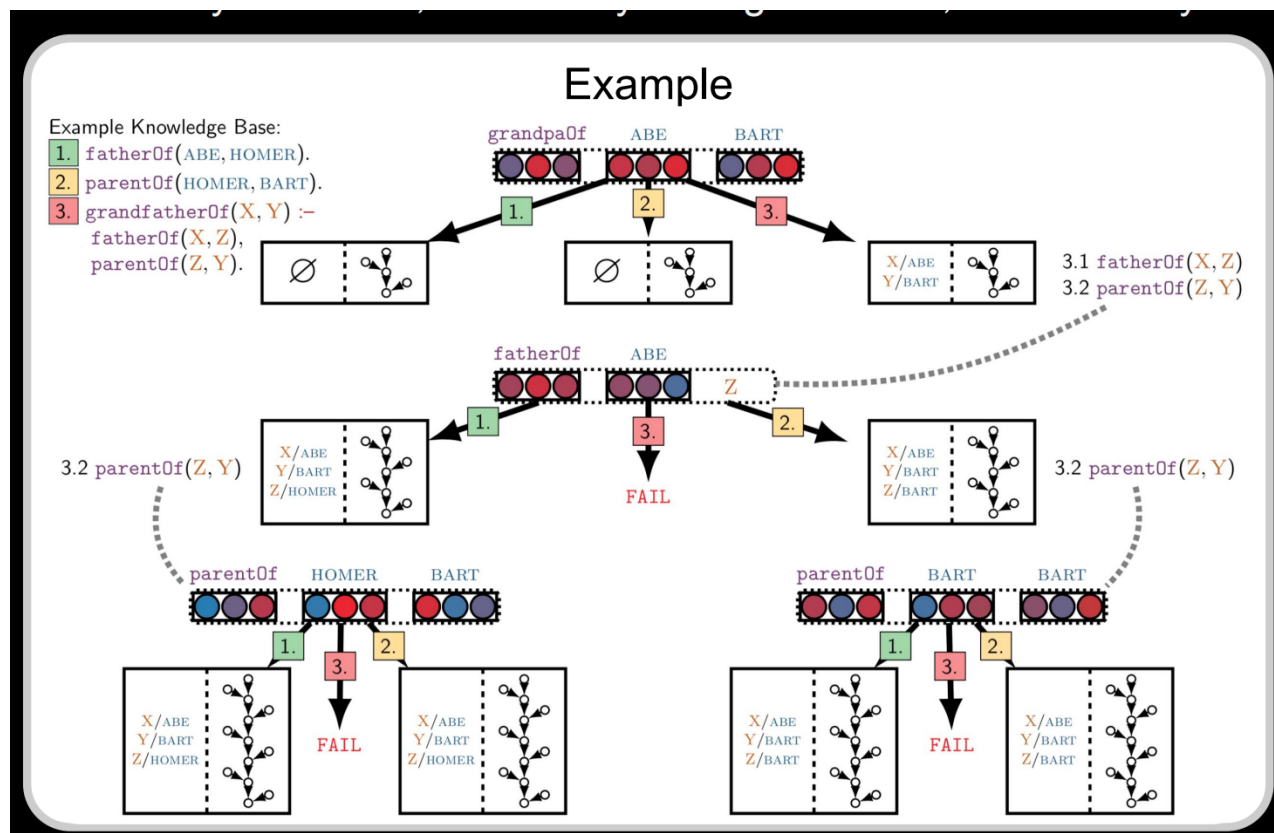 Example
Example Knowledge Base:
1. fatherOf(ABE, HOMER).
2. parentOf(HOMER, BART).
3. grandfatherOf(X, Y) :–
fatherOf(X, Z),
parentOf(Z, Y).
grandpaOf ABE BART
1. 2. 3.
∅ ∅
X/ABE
Y/BART
3.1 fatherOf(X, Z)
3.2 parentOf(Z, Y)
fatherOf ABE
Z
1. 3. 2.
X/ABE
Y/BART
Z/HOMER
FAIL
X/ABE
Y/BART
Z/BART
3.2 parentOf(Z, Y)
3.2 parentOf(Z, Y)
parentOf HOMER BART
1. 3. 2.
X/ABE
Y/BART
Z/HOMER
FAIL
X/ABE
Y/BART
Z/HOMER
parentOf BART BART
1. 3. 2.
X/ABE
Y/BART
Z/BART
FAIL
X/ABE
Y/BART
Z/BART